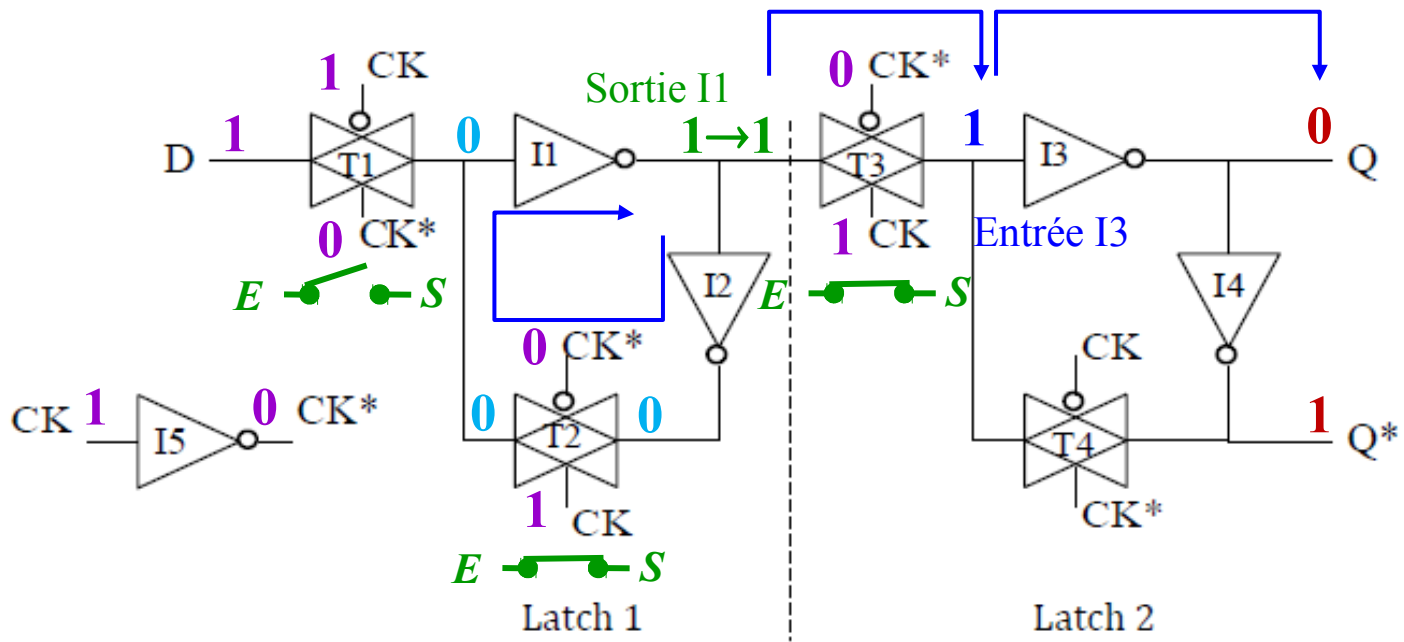 1 CK 0 CK*
Sortie I1
D 1 T1 0 I1 1→1 T3 1 I3 0 Q
0 CK* 1 CK Entrée I3
E S I2 E S I4
0 CK* CK
CK 1 I5 0 CK* 0 T2 0 T4 1 Q*
1 CK CK*
E S
Latch 1 Latch 2